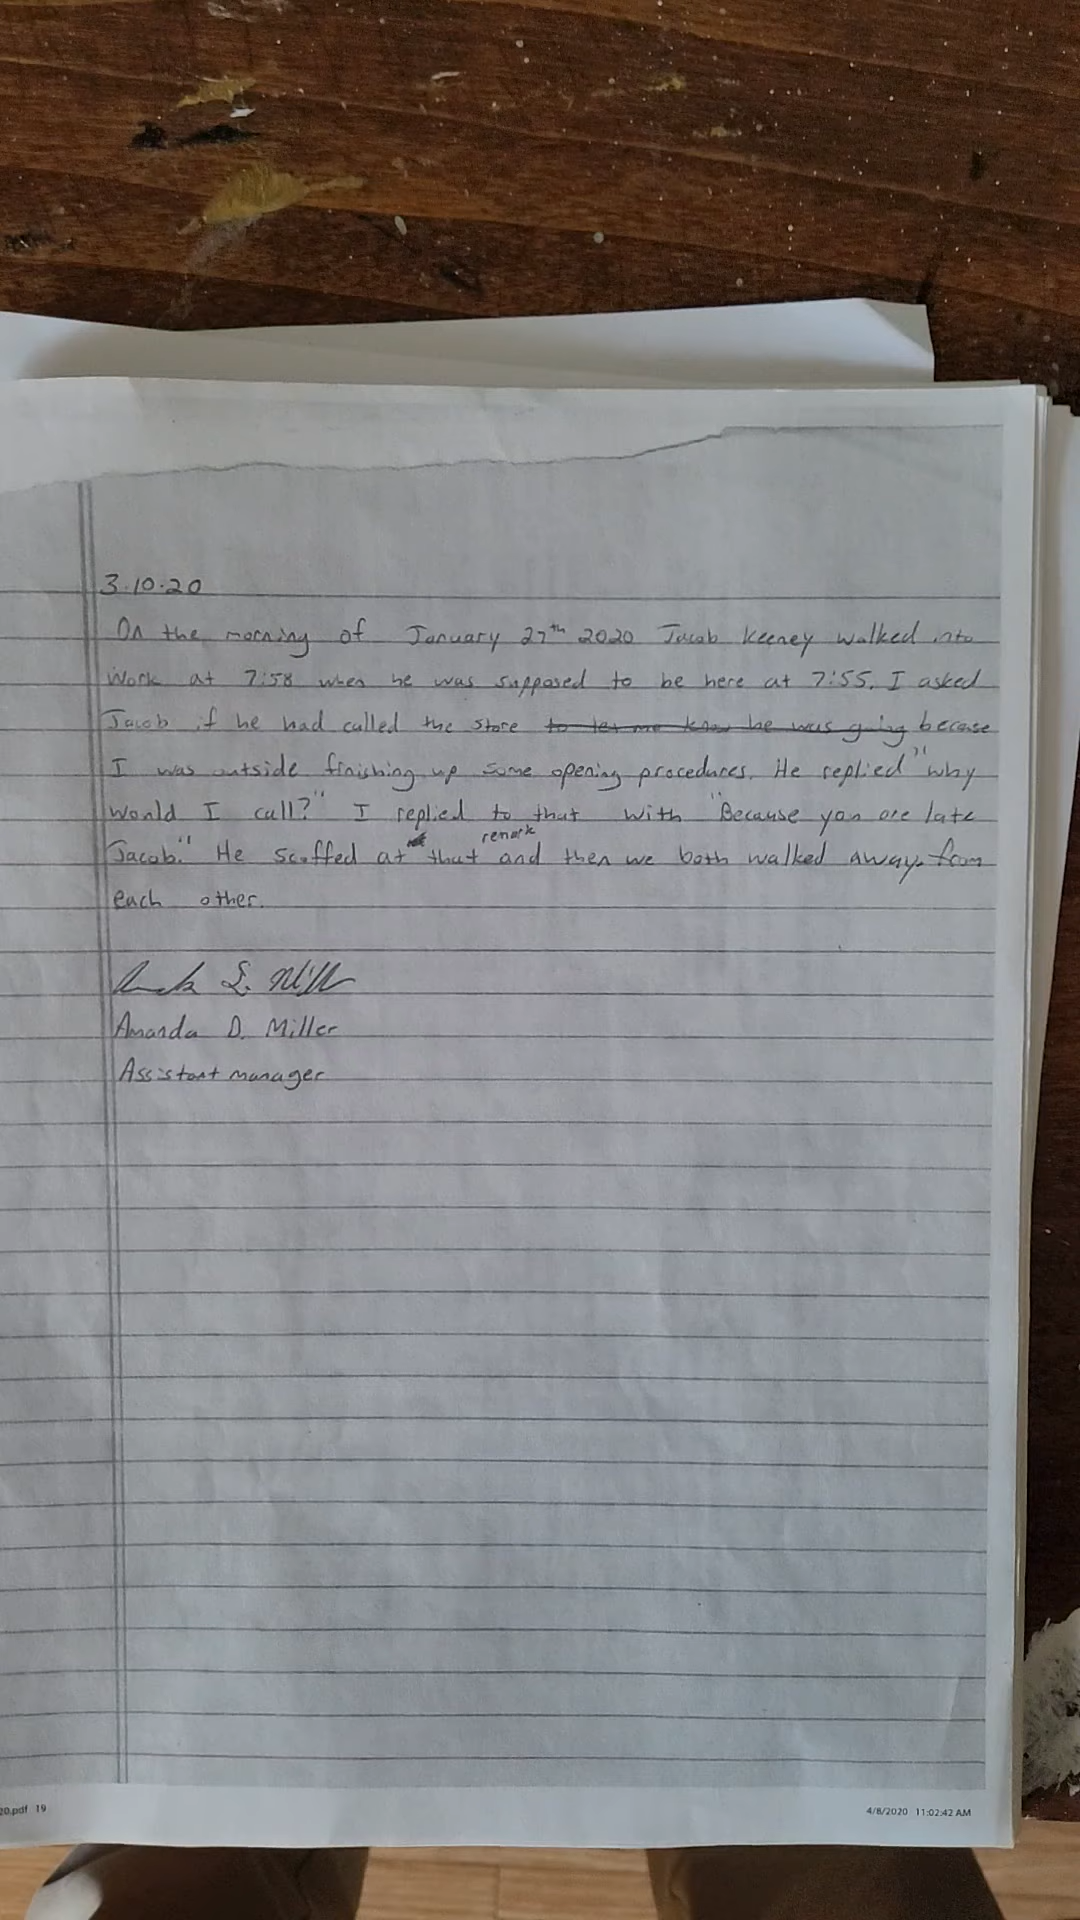 3.10.20
On the morning of January 27th 2020 Jacob Keeney walked into
work at 7:58 when he was supposed to be here at 7:55. I asked
Jacob if he had called the store to let me know he was going becase
I was outside finishing up some opening procedures. He replied "why
would I call?" I replied to that with "Because you are late
Jacob." He scoffed at that remark and then we both walked away from
each other.
Amanda D. Miller
Assistant manager
20.pdf 19
4/8/2020 11:02:42 AM